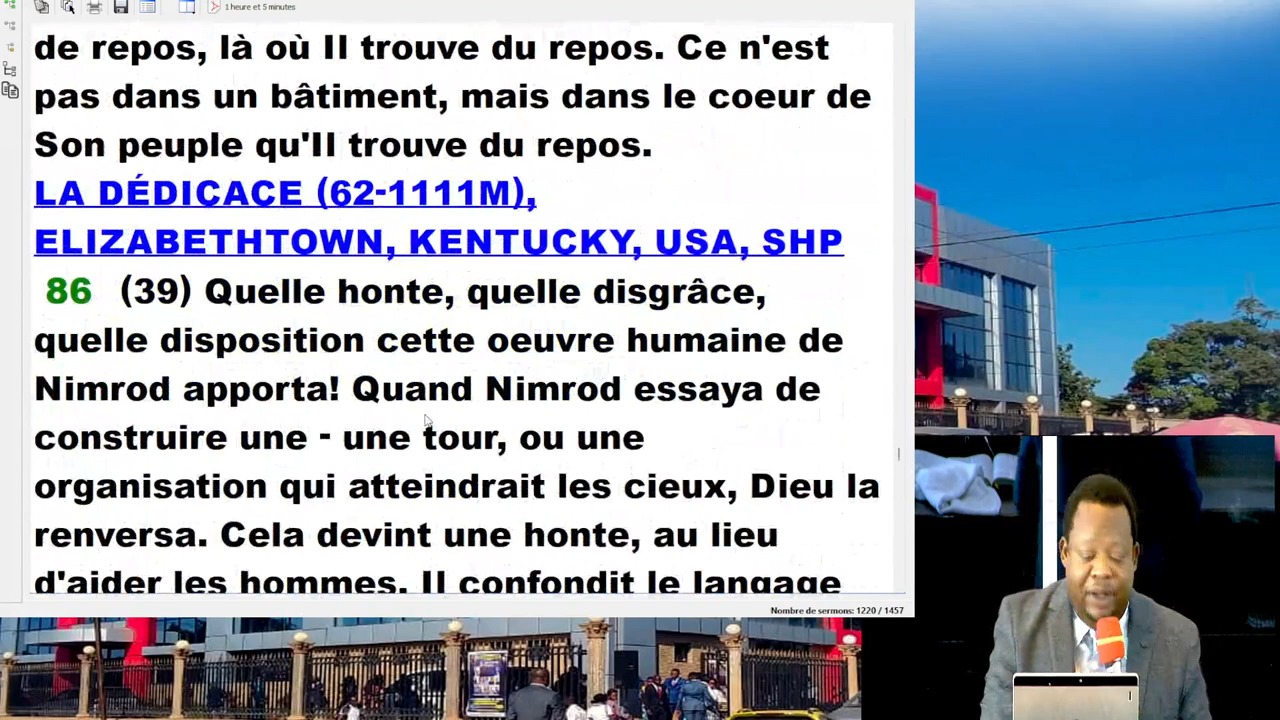 1 heure et 5 minutes
de repos, là où Il trouve du repos. Ce n'est
pas dans un bâtiment, mais dans le coeur de
Son peuple qu'Il trouve du repos.
LA DÉDICACE (62-1111M),
ELIZABETHTOWN, KENTUCKY, USA, SHP
86 (39) Quelle honte, quelle disgrâce,
quelle disposition cette oeuvre humaine de
Nimrod apporta! Quand Nimrod essaya de
construire une - une tour, ou une
organisation qui atteindrait les cieux, Dieu la
renversa. Cela devint une honte, au lieu
d'aider les hommes. Il confondit le langage
Nombre de sermons: 1220 / 1457